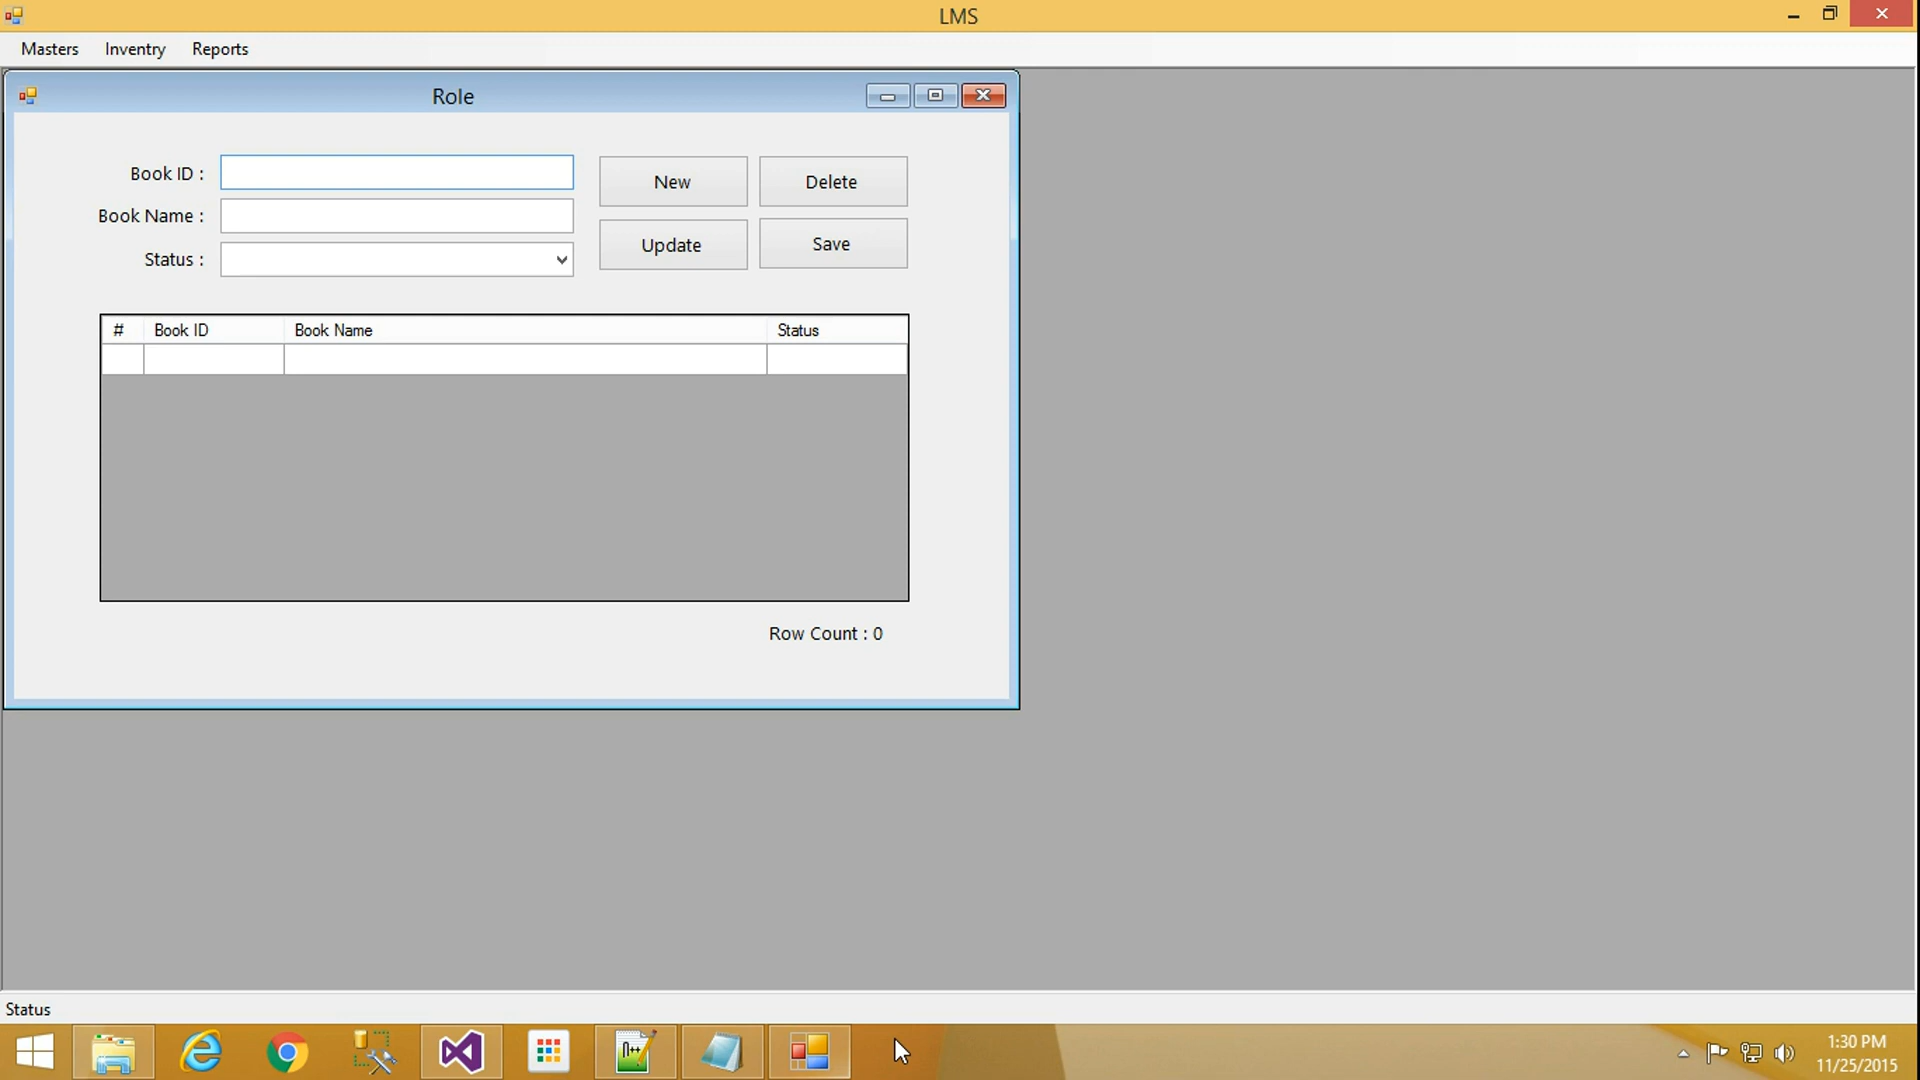 LMS
Masters Inventry Reports
Role
Book ID :
New Delete
Book Name :
Update Save
Status :
# Book ID Book Name Status
Row Count : 0
Status
n++
1:30 PM
11/25/2015